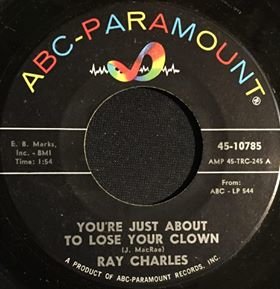 ABC-PARAMOUNT
E. B. Marks,
Inc. - BMI
Time: 1:54
45-10785
AMP 45-TRC-245 A
From:
ABC - LP 544
YOU'RE JUST ABOUT
TO LOSE YOUR CLOWN
(J. MacRae)
RAY CHARLES
A PRODUCT OF ABC-PARAMOUNT RECORDS, INC.